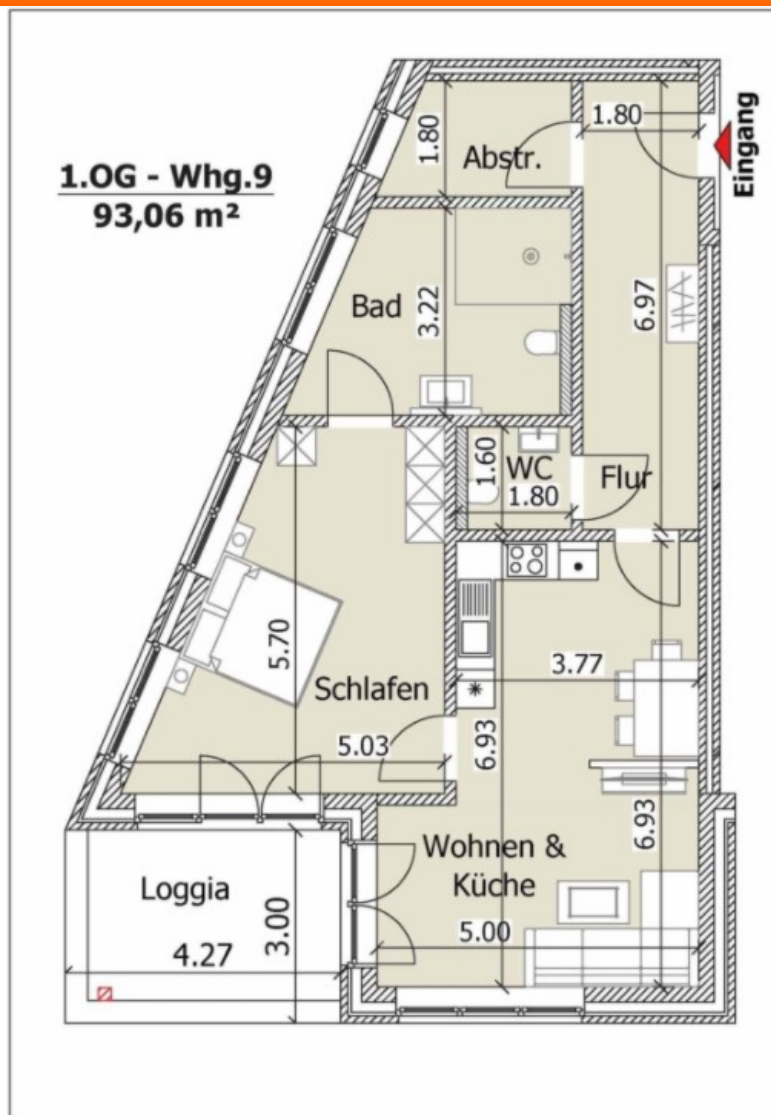 1.OG - Whg.9
93,06 m²
Eingang
1.80
1.80
Abstr.
Bad
3.22
6.97
1.60
WC
1.80
Flur
5.70
Schlafen
3.77
5.03
6.93
6.93
Wohnen &
Küche
Loggia
4.27
3.00
5.00